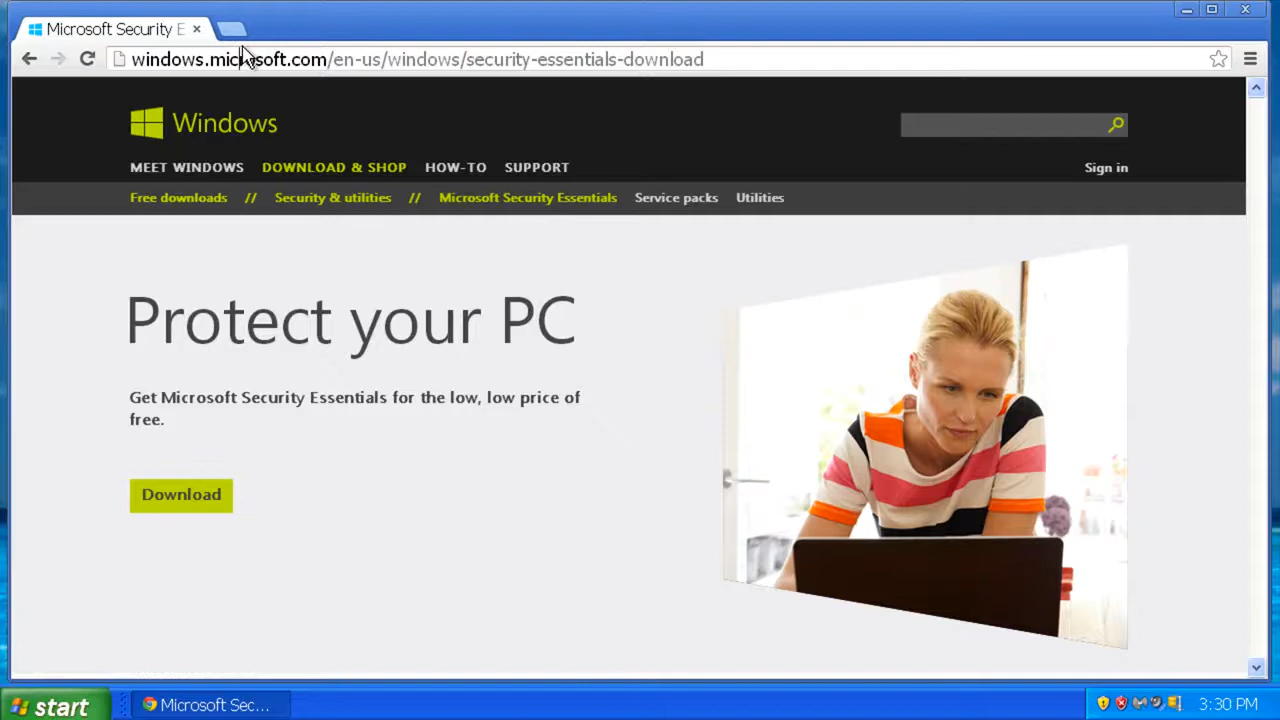 Microsoft Security E
windows.microsoft.com/en-us/windows/security-essentials-download
Windows
MEET WINDOWS DOWNLOAD & SHOP HOW-TO SUPPORT
Sign in
Free downloads // Security & utilities // Microsoft Security Essentials Service packs Utilities
Protect your PC
Get Microsoft Security Essentials for the low, low price of
free.
Download
start
Microsoft Sec...
3:30 PM